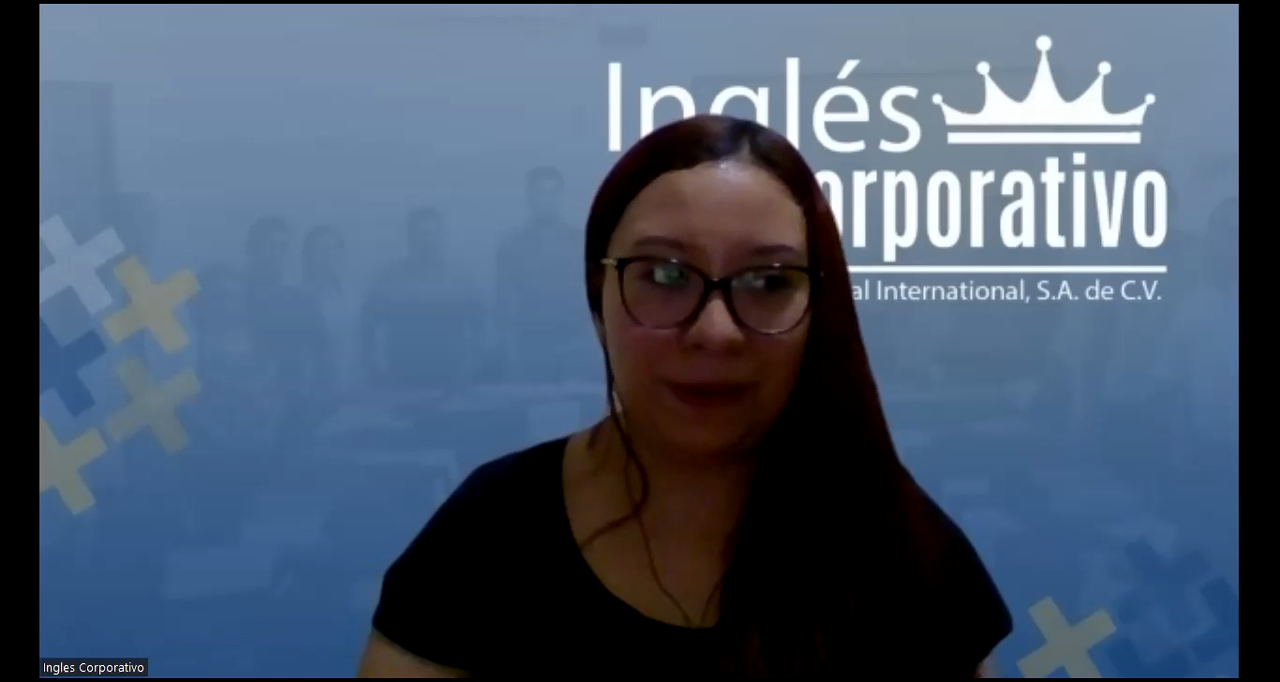 Inglés
orporativo
al International, S.A. de C.V.
Ingles Corporativo